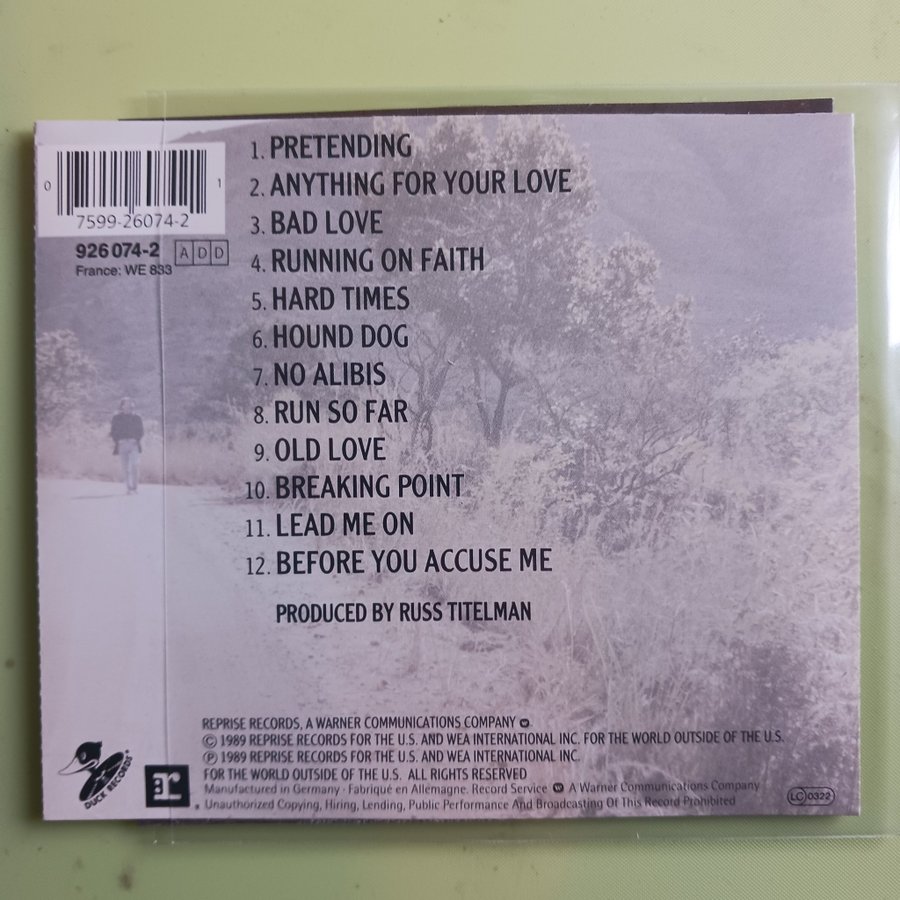 0 1
7599-26074-2
926 074-2 ADD
France: WE 833
1. PRETENDING
2. ANYTHING FOR YOUR LOVE
3. BAD LOVE
4. RUNNING ON FAITH
5. HARD TIMES
6. HOUND DOG
7. NO ALIBIS
8. RUN SO FAR
9. OLD LOVE
10. BREAKING POINT
11. LEAD ME ON
12. BEFORE YOU ACCUSE ME
PRODUCED BY RUSS TITELMAN
REPRISE RECORDS, A WARNER COMMUNICATIONS COMPANY
© 1989 REPRISE RECORDS FOR THE U.S. AND WEA INTERNATIONAL INC. FOR THE WORLD OUTSIDE OF THE U.S.
℗ 1989 REPRISE RECORDS FOR THE U.S. AND WEA INTERNATIONAL INC.
FOR THE WORLD OUTSIDE OF THE U.S. ALL RIGHTS RESERVED
Manufactured in Germany · Fabriqué en Allemagne. Record Service A Warner Communications Company
Unauthorized Copying, Hiring, Lending, Public Performance And Broadcasting Of This Record Prohibited
DUCK RECORDS
r
LC 0322